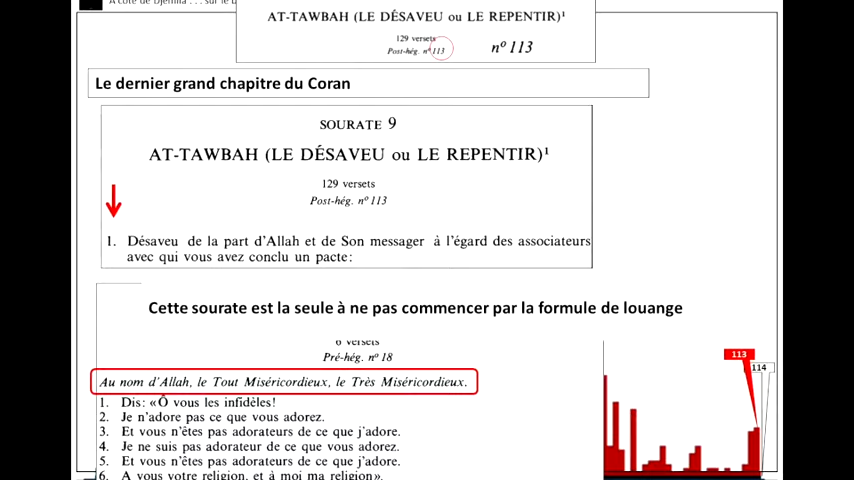 A côté de Djemila . . . sur le
AT-TAWBAH (LE DÉSAVEU ou LE REPENTIR)¹
129 versets
Post-hég. nº 113
nº 113
Le dernier grand chapitre du Coran
SOURATE 9
AT-TAWBAH (LE DÉSAVEU ou LE REPENTIR)¹
129 versets
Post-hég. nº 113
1. Désaveu de la part d'Allah et de Son messager à l'égard des associateurs
avec qui vous avez conclu un pacte:
Cette sourate est la seule à ne pas commencer par la formule de louange
6 versets
Pré-hég. nº 18
Au nom d'Allah, le Tout Miséricordieux, le Très Miséricordieux.
1. Dis: «Ô vous les infidèles!
2. Je n'adore pas ce que vous adorez.
3. Et vous n'êtes pas adorateurs de ce que j'adore.
4. Je ne suis pas adorateur de ce que vous adorez.
5. Et vous n'êtes pas adorateurs de ce que j'adore.
6. A vous votre religion, et à moi ma religion».
113
114